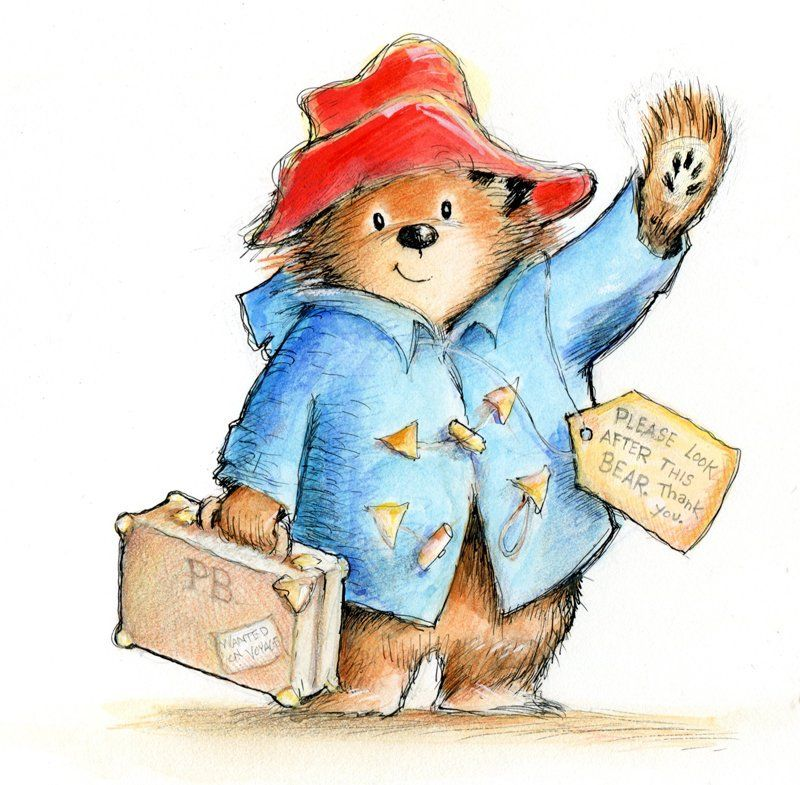 PLEASE LOOK
AFTER THIS
BEAR. Thank
you.
PB
WANTED
ON VOYAGE